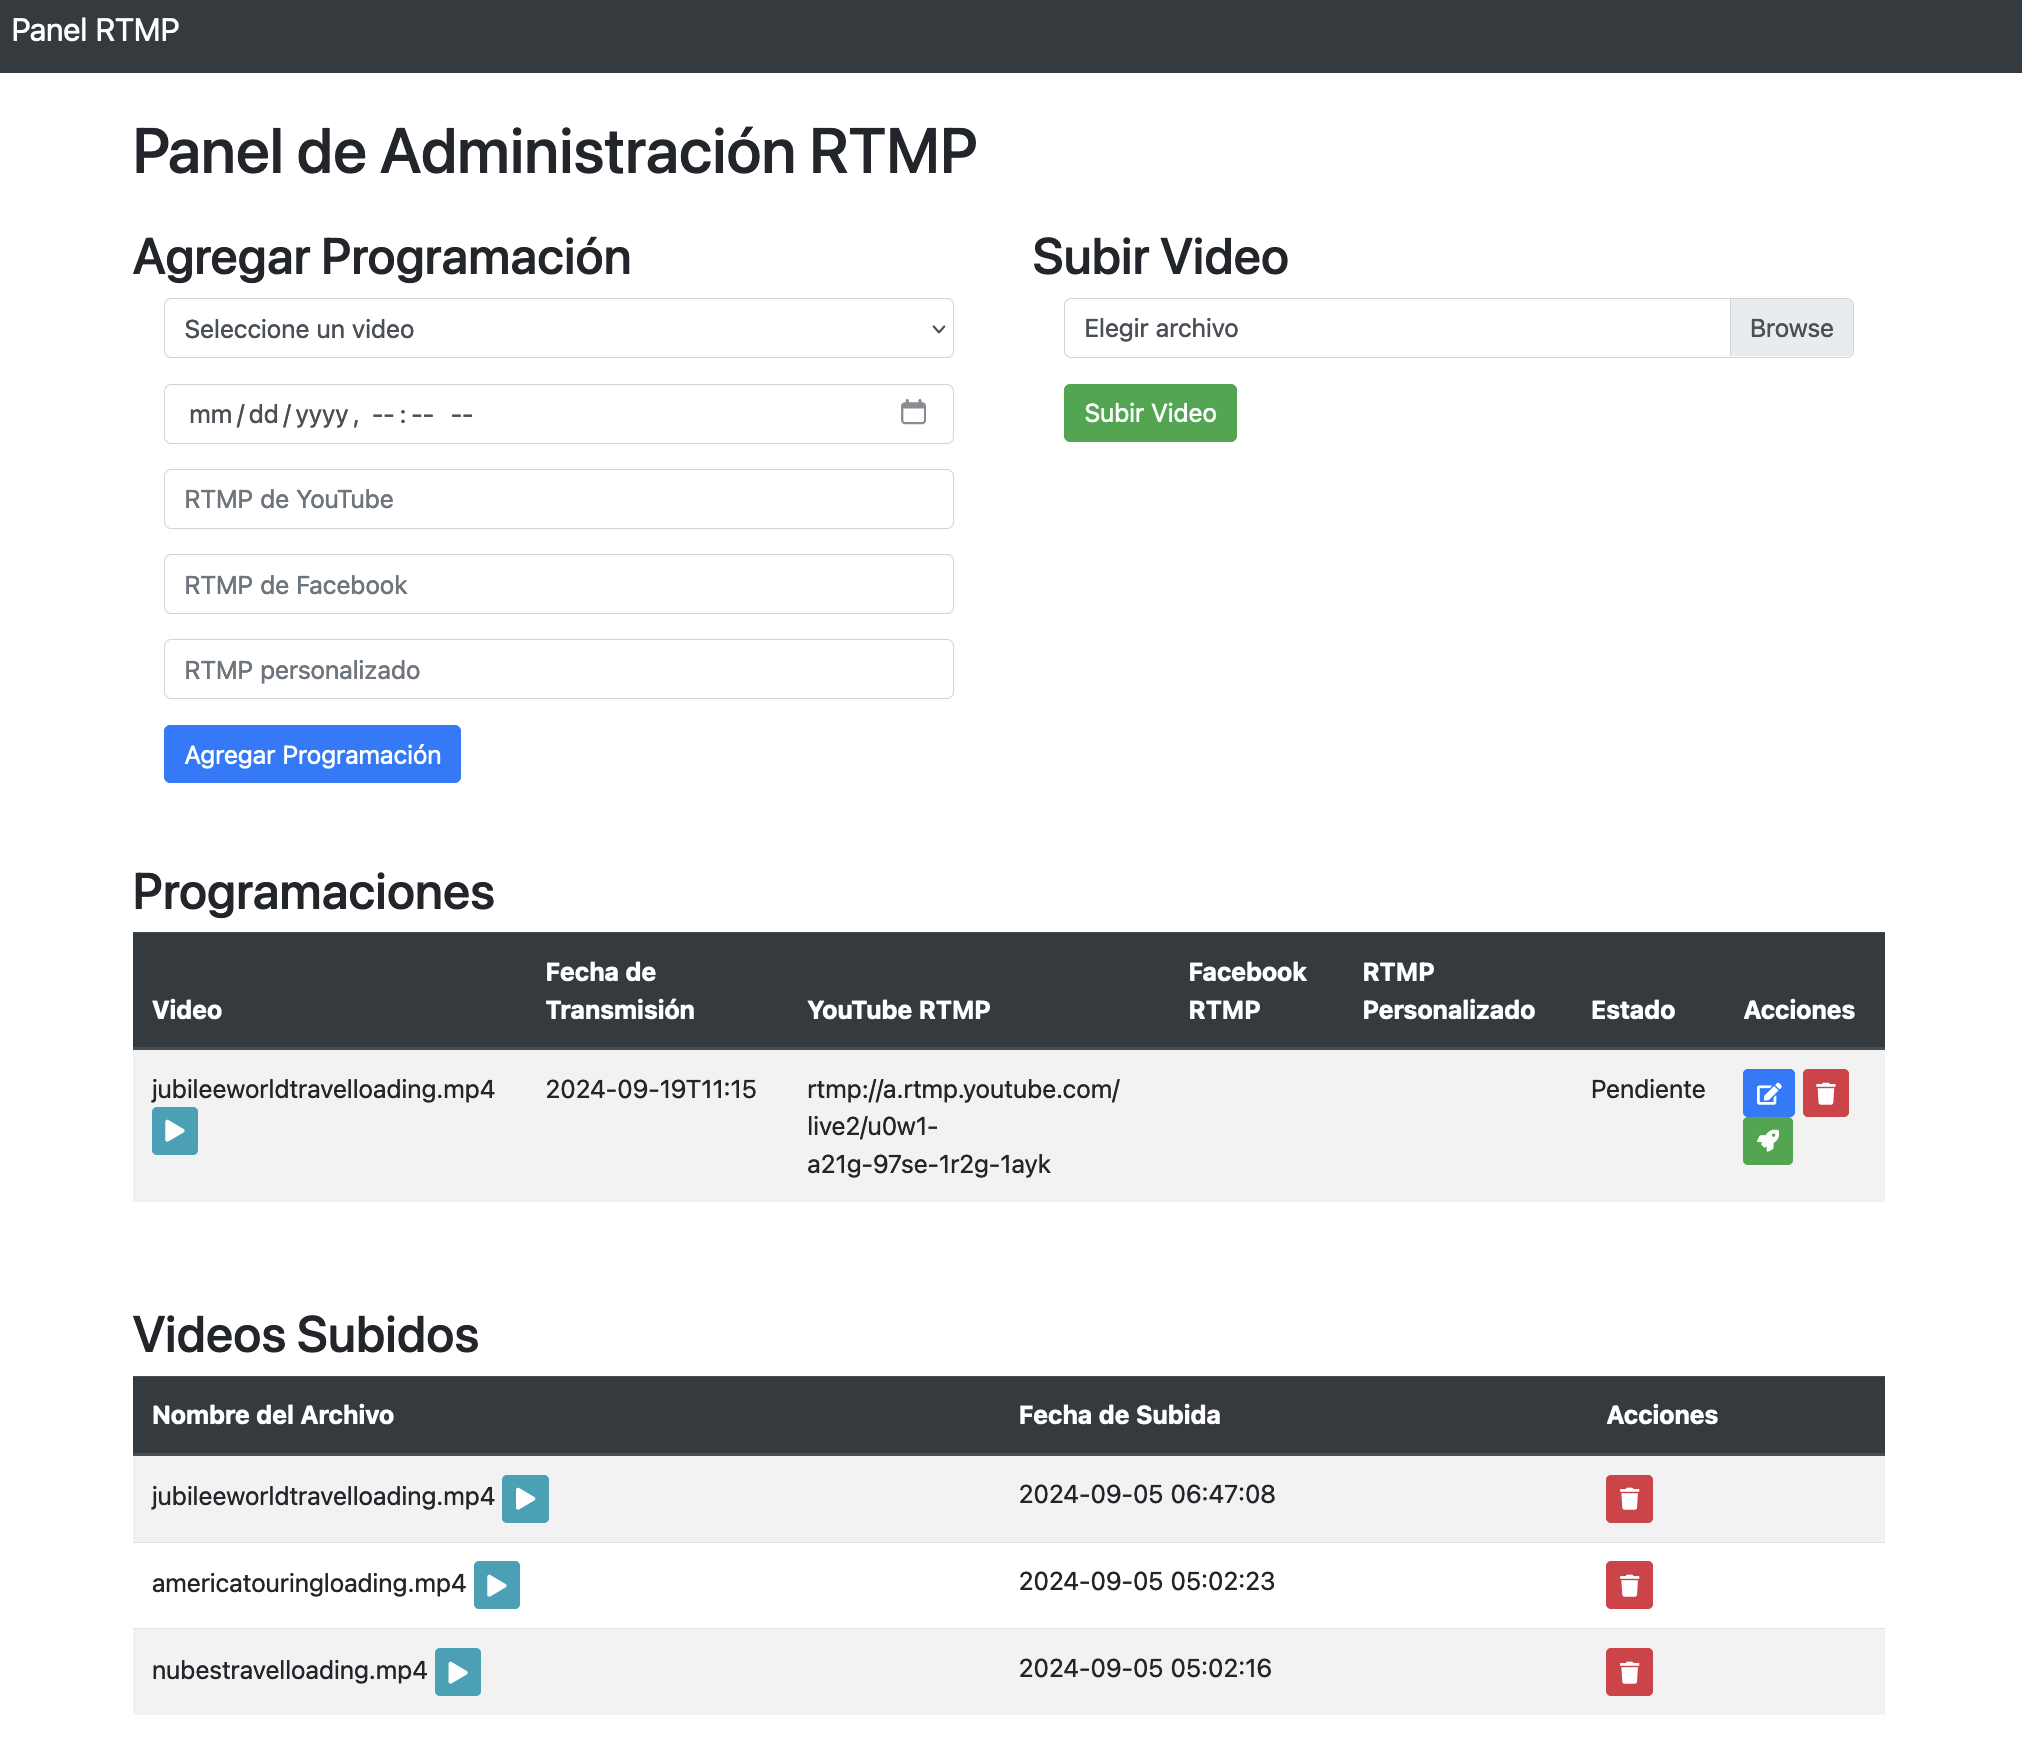 Panel RTMP
Panel de Administración RTMP
Agregar Programación
Seleccione un video
mm/dd/yyyy, --:-- --
RTMP de YouTube
RTMP de Facebook
RTMP personalizado
Agregar Programación
Subir Video
Elegir archivo Browse
Subir Video
Programaciones
Video Fecha de Transmisión YouTube RTMP Facebook RTMP RTMP Personalizado Estado Acciones
jubileeworldtravelloading.mp4 2024-09-19T11:15 rtmp://a.rtmp.youtube.com/ Pendiente
live2/u0w1-
a21g-97se-1r2g-1ayk
Videos Subidos
Nombre del Archivo Fecha de Subida Acciones
jubileeworldtravelloading.mp4 2024-09-05 06:47:08
americatouringloading.mp4 2024-09-05 05:02:23
nubestravelloading.mp4 2024-09-05 05:02:16